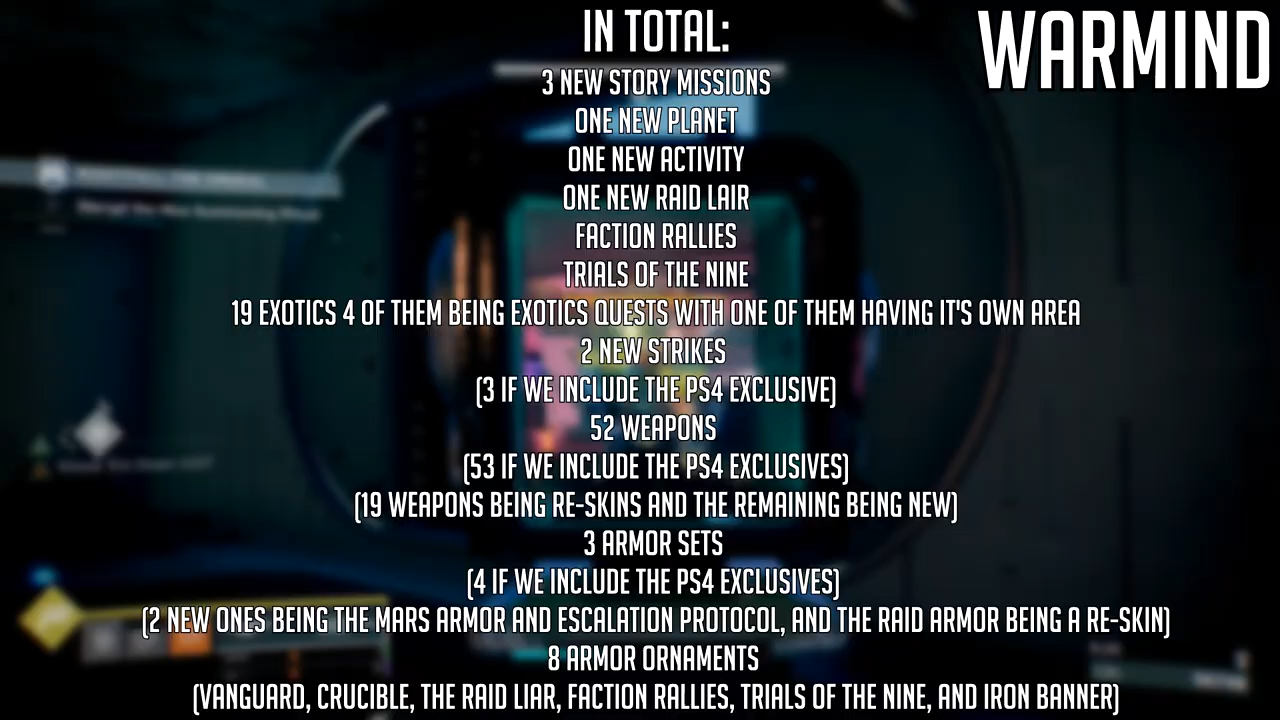 IN TOTAL:
WARMIND
3 NEW STORY MISSIONS
ONE NEW PLANET
ONE NEW ACTIVITY
ONE NEW RAID LAIR
FACTION RALLIES
TRIALS OF THE NINE
19 EXOTICS 4 OF THEM BEING EXOTICS QUESTS WITH ONE OF THEM HAVING IT'S OWN AREA
2 NEW STRIKES
(3 IF WE INCLUDE THE PS4 EXCLUSIVE)
52 WEAPONS
(53 IF WE INCLUDE THE PS4 EXCLUSIVES)
(19 WEAPONS BEING RE-SKINS AND THE REMAINING BEING NEW)
3 ARMOR SETS
(4 IF WE INCLUDE THE PS4 EXCLUSIVES)
(2 NEW ONES BEING THE MARS ARMOR AND ESCALATION PROTOCOL, AND THE RAID ARMOR BEING A RE-SKIN)
8 ARMOR ORNAMENTS
(VANGUARD, CRUCIBLE, THE RAID LIAR, FACTION RALLIES, TRIALS OF THE NINE, AND IRON BANNER)